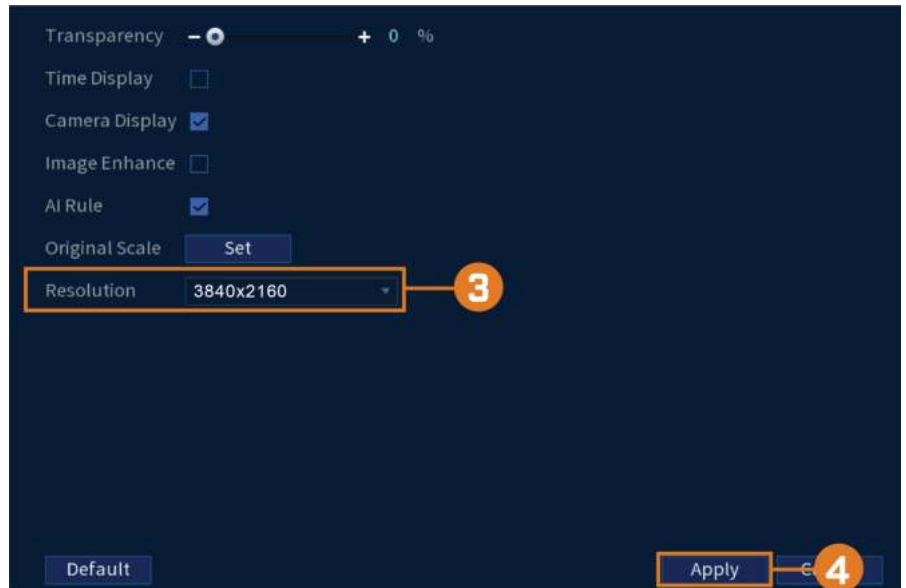 Transparency - + 0 %
Time Display
Camera Display
Image Enhance
AI Rule
Original Scale Set
Resolution 3840x2160 3
Default Apply 4